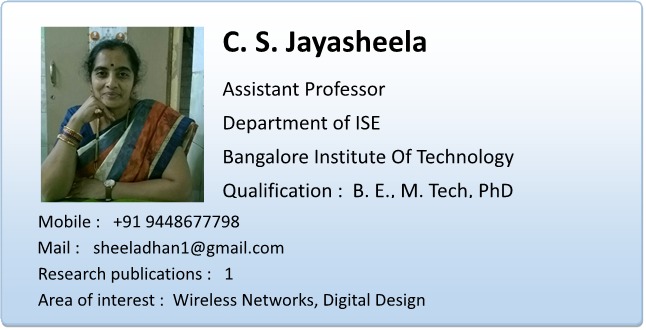 C. S. Jayasheela
Assistant Professor
Department of ISE
Bangalore Institute Of Technology
Qualification :  B. E., M. Tech, PhD
Mobile :  +91 9448677798
Mail :  sheeladhan1@gmail.com
Research publications :  1
Area of interest :  Wireless Networks, Digital Design